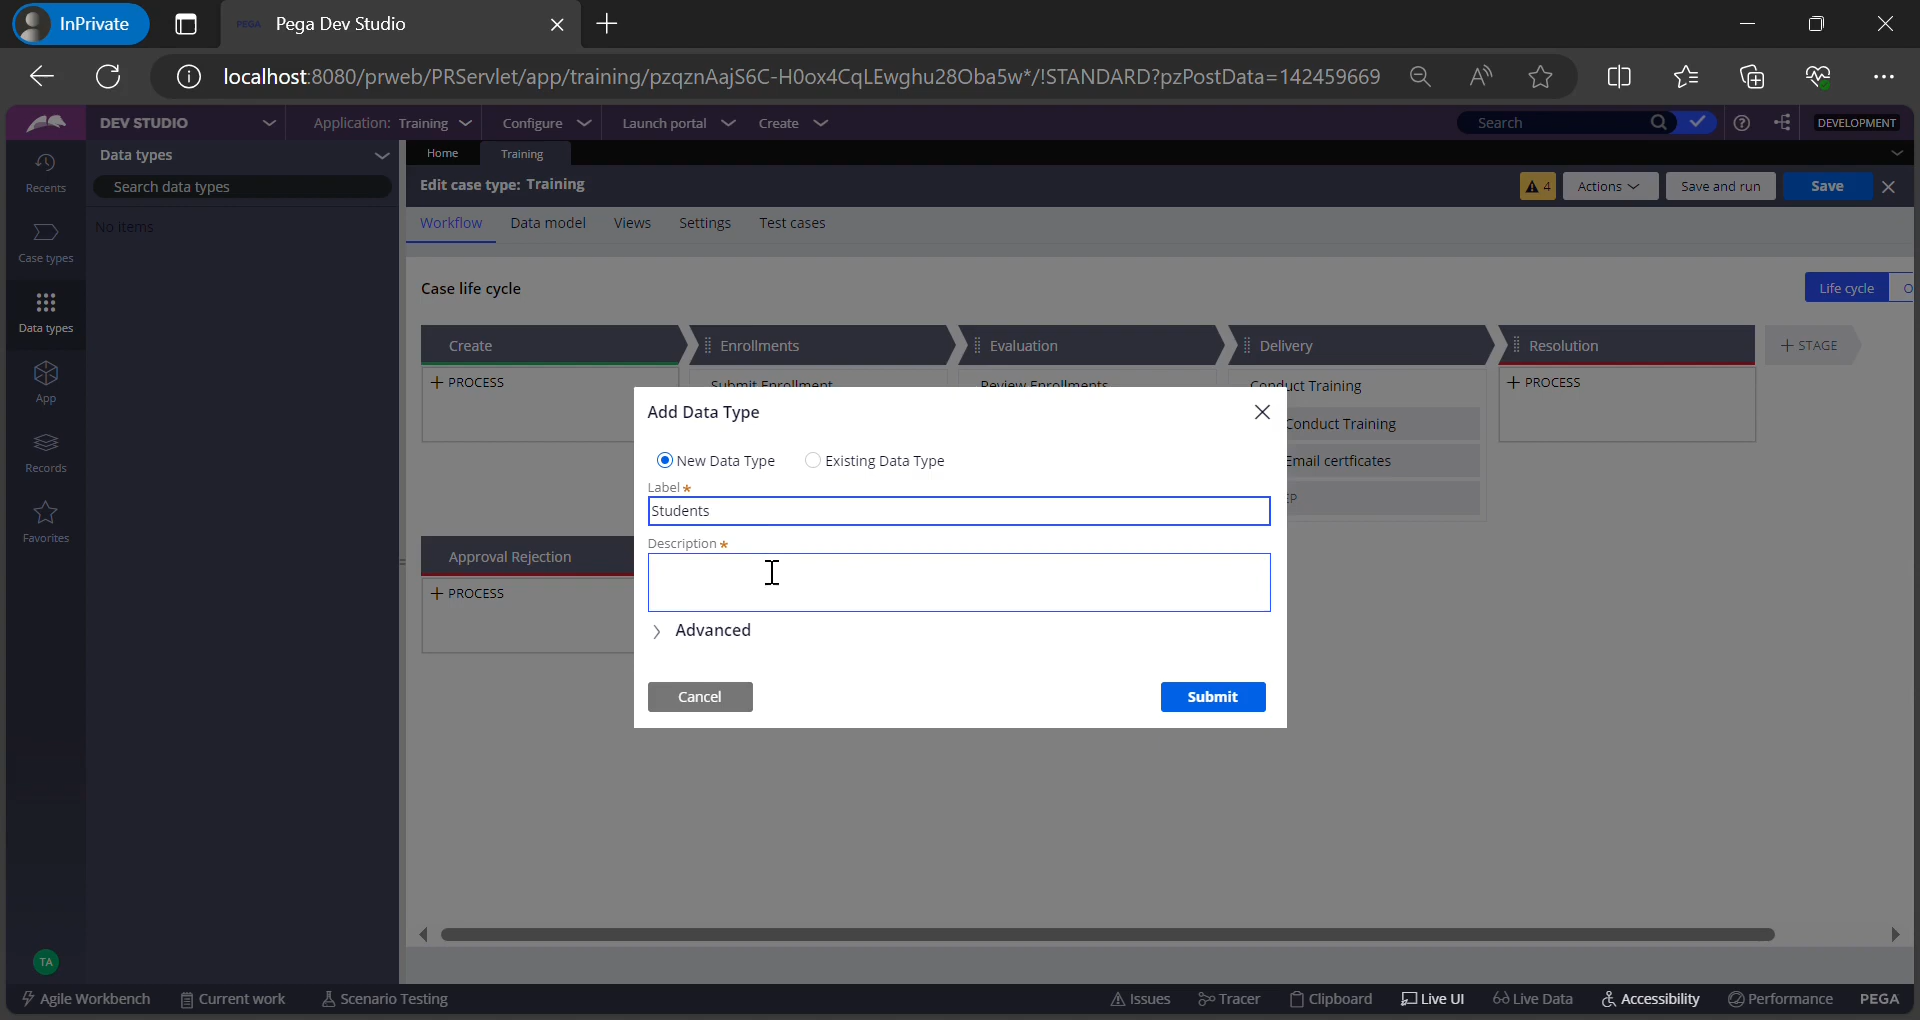 InPrivate
PEGA Pega Dev Studio
localhost:8080/prweb/PRServlet/app/training/pzqznAajS6C-H0ox4CqLEwghu28Oba5w*/!STANDARD?pzPostData=142459669
DEV STUDIO Application: Training Configure Launch portal Create Search DEVELOPMENT
Data types Home Training
Recents Search data types Edit case type: Training 4 Actions Save and run Save
No items Workflow Data model Views Settings Test cases
Case types
Case life cycle Life cycle
Data types
Create Enrollments Evaluation Delivery Resolution + STAGE
+ PROCESS Submit Enrollment Review Enrollments Conduct Training + PROCESS
App
Add Data Type
Conduct Training
Records
New Data Type Existing Data Type
Email certficates
Label *
Students
Favorites
Description *
Approval Rejection
+ PROCESS
Advanced
Cancel Submit
TA
Agile Workbench Current work Scenario Testing Issues Tracer Clipboard Live UI Live Data Accessibility Performance PEGA